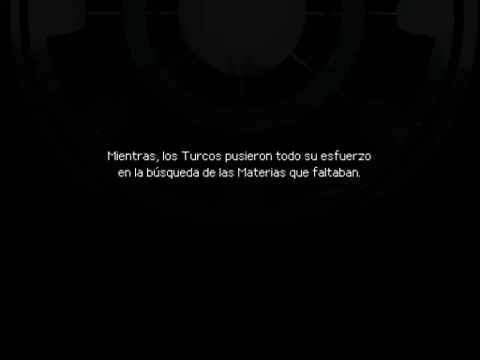 Mientras, los Turcos pusieron todo su esfuerzo
en la búsqueda de las Materias que faltaban.